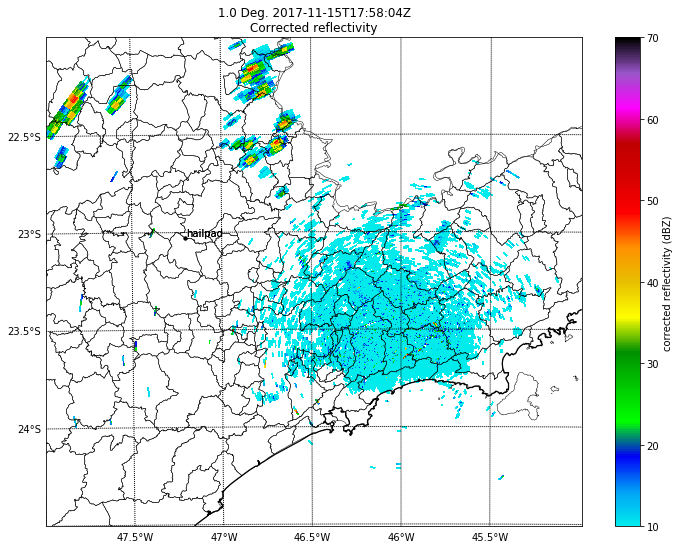 1.0 Deg. 2017-11-15T17:58:04Z
Corrected reflectivity
70
60
50
40
30
20
10
corrected reflectivity (dBZ)
22.5°S
23°S
23.5°S
24°S
hailpad
47.5°W
47°W
46.5°W
46°W
45.5°W